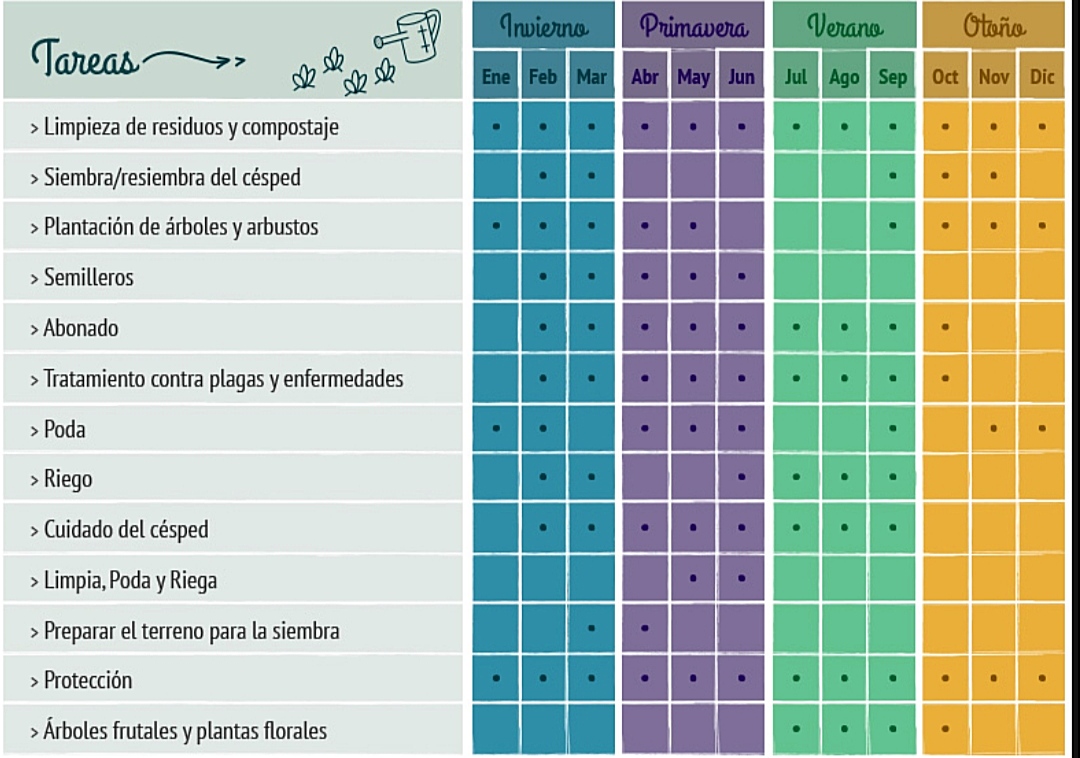 Tareas
Invierno Primavera Verano Otoño
Ene Feb Mar Abr May Jun Jul Ago Sep Oct Nov Dic
> Limpieza de residuos y compostaje
> Siembra/resiembra del césped
> Plantación de árboles y arbustos
> Semilleros
> Abonado
> Tratamiento contra plagas y enfermedades
> Poda
> Riego
> Cuidado del césped
> Limpia, Poda y Riega
> Preparar el terreno para la siembra
> Protección
> Árboles frutales y plantas florales